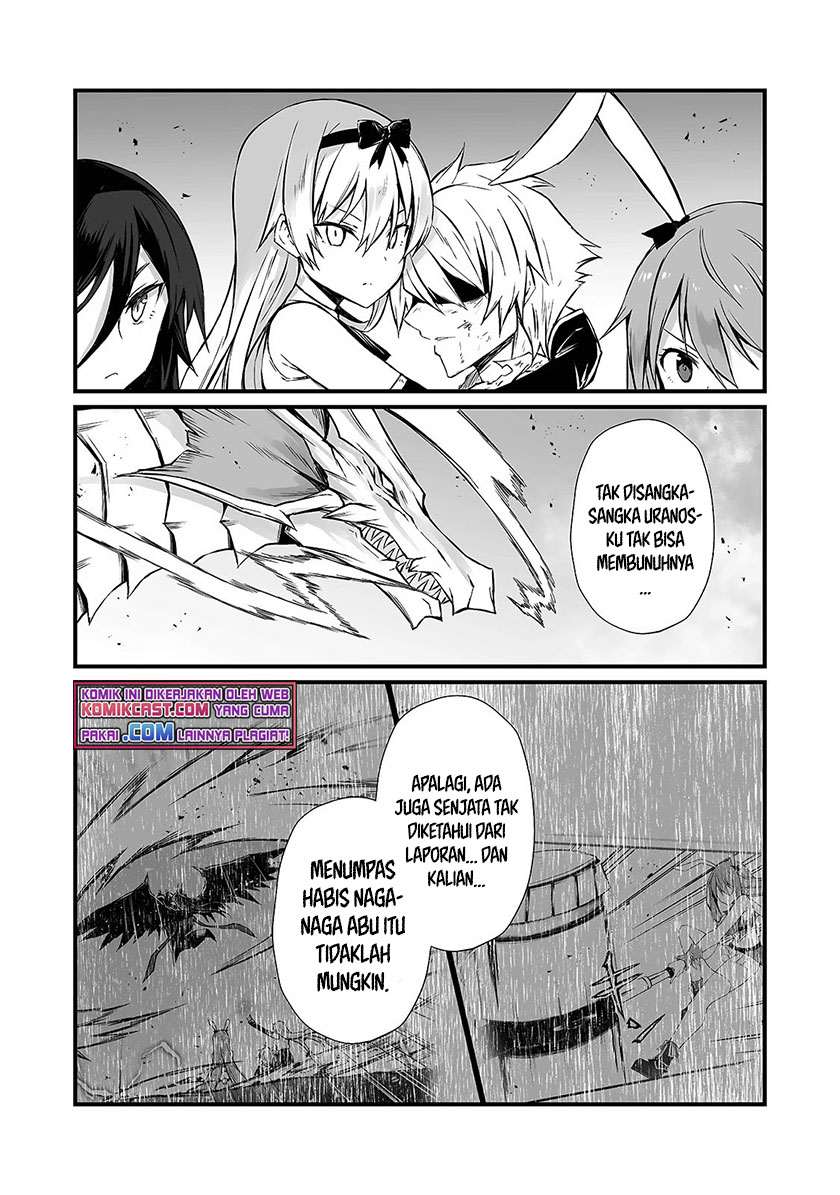 TAK DISANGKA-
SANGKA URANOS-
KU TAK BISA
MEMBUNUHNYA
...
KOMIK INI DIKERJAKAN OLEH WEB
KOMIKCAST.COM YANG CUMA
PAKAI .COM LAINNYA PLAGIAT!
APALAGI, ADA
JUGA SENJATA TAK
DIKETAHUI DARI
LAPORAN... DAN
KALIAN...
MENUMPAS
HABIS NAGA-
NAGA ABU ITU
TIDAKLAH
MUNGKIN.